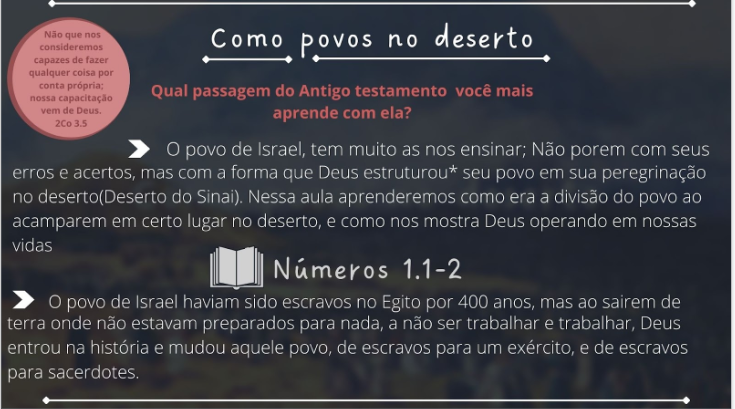 Não que nos
consideremos
capazes de fazer
qualquer coisa por
conta própria;
nossa capacitação
vem de Deus.
2Co 3.5
Como povos no deserto
Qual passagem do Antigo testamento você mais
aprende com ela?
O povo de Israel, tem muito as nos ensinar; Não porem com seus
erros e acertos, mas com a forma que Deus estruturou* seu povo em sua peregrinação
no deserto(Deserto do Sinai). Nessa aula aprenderemos como era a divisão do povo ao
acamparem em certo lugar no deserto, e como nos mostra Deus operando em nossas
vidas
Números 1.1-2
O povo de Israel haviam sido escravos no Egito por 400 anos, mas ao sairem de
terra onde não estavam preparados para nada, a não ser trabalhar e trabalhar, Deus
entrou na história e mudou aquele povo, de escravos para um exército, e de escravos
para sacerdotes.